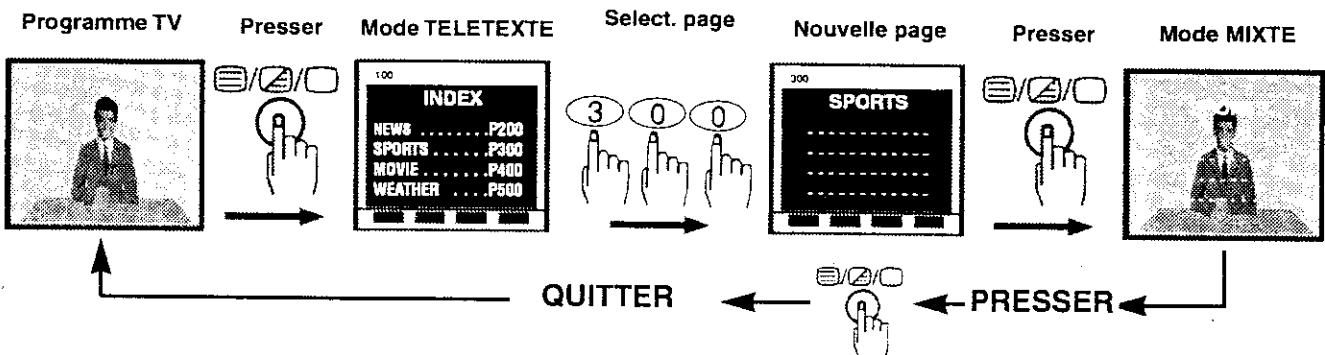 Programme TV
Presser
Mode TELETEXTE
Select. page
Nouvelle page
Presser
Mode MIXTE
100
INDEX
NEWS .......P200
SPORTS ......P300
MOVIE ......P400
WEATHER ....P500
3 0 0
300
SPORTS
QUITTER
PRESSER